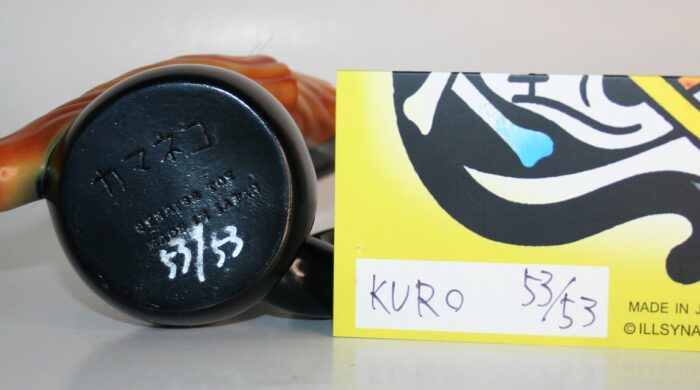 カマネコ
MADE IN JAPAN
53/53
KURO 53/53
MADE IN J
©ILLSYNA